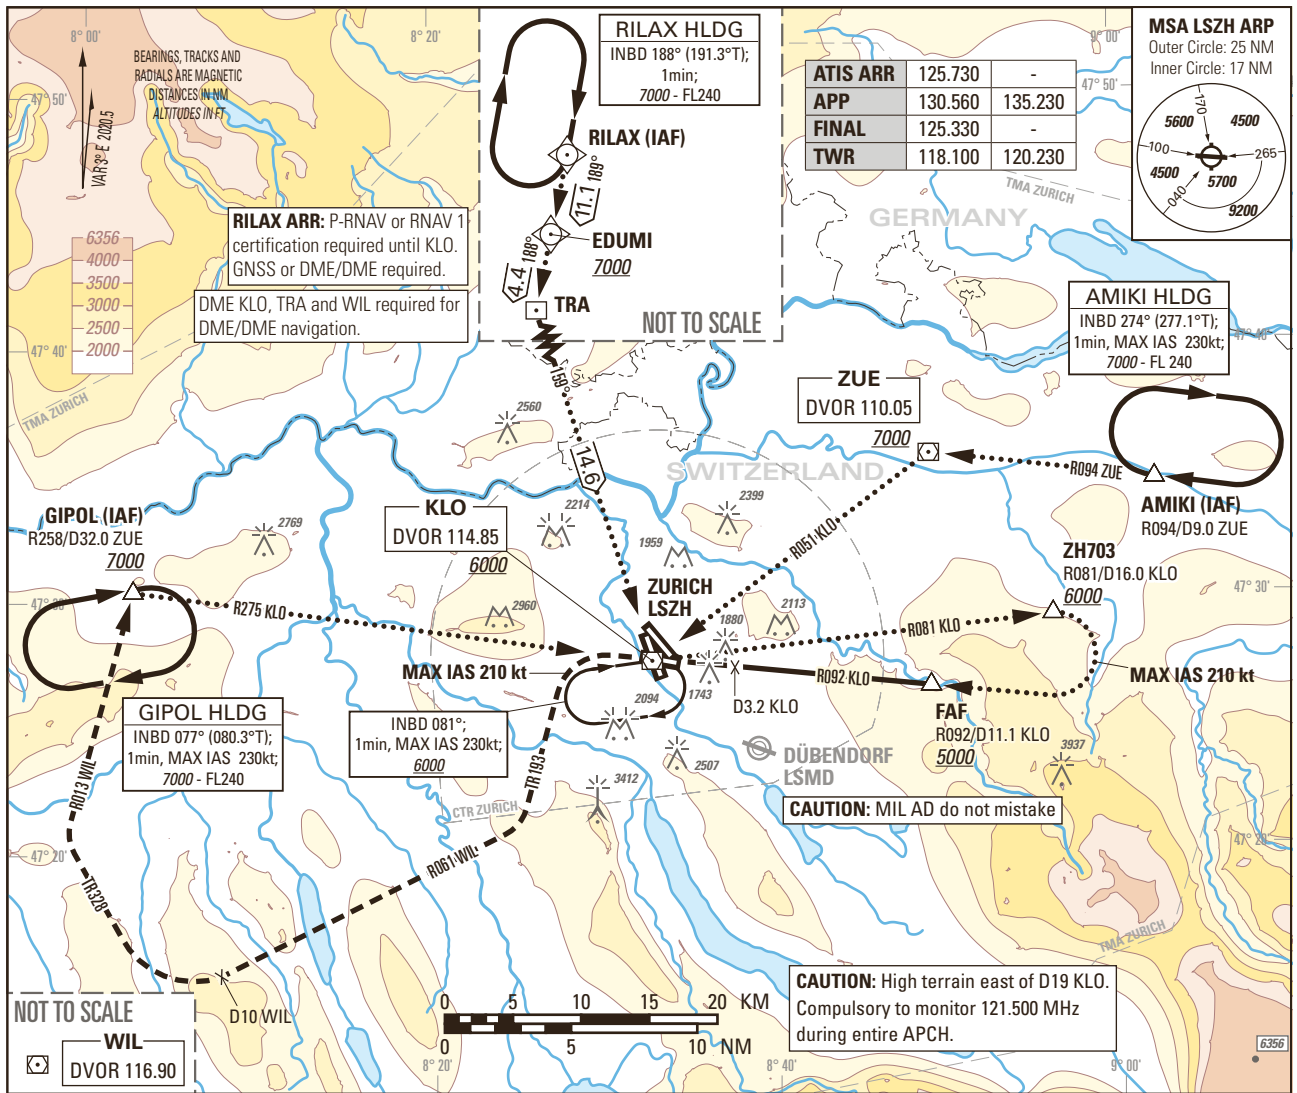 8° 00'
8° 20'
9° 00'
BEARINGS, TRACKS AND
RADIALS ARE MAGNETIC
DISTANCES IN NM
ALTITUDES IN FT
47° 50'
VAR 3° E 2020.5
RILAX HLDG
INBD 188° (191.3°T);
1min;
7000 - FL240
ATIS ARR 125.730 -
APP 130.560 135.230
FINAL 125.330 -
TWR 118.100 120.230
47° 50'
MSA LSZH ARP
Outer Circle: 25 NM
Inner Circle: 17 NM
170
5600
4500
100
265
4500
5700
040
9200
RILAX (IAF)
11.1 189°
EDUMI
7000
4.4 188°
TRA
NOT TO SCALE
TMA ZURICH
GERMANY
RILAX ARR: P-RNAV or RNAV 1
certification required until KLO.
GNSS or DME/DME required.
DME KLO, TRA and WIL required for
DME/DME navigation.
6356
4000
3500
3000
2500
2000
47° 40'
TMA ZURICH
AMIKI HLDG
INBD 274° (277.1°T);
1min, MAX IAS 230kt;
7000 - FL 240
47° 40'
159°
14.6
2560
ZUE
DVOR 110.05
7000
R094 ZUE
SWITZERLAND
AMIKI (IAF)
R094/D9.0 ZUE
GIPOL (IAF)
R258/D32.0 ZUE
7000
2769
KLO
DVOR 114.85
6000
2214
2399
1959
R051 KLO
ZH703
R081/D16.0 KLO
6000
47° 30'
47° 30'
R275 KLO
2960
ZURICH
LSZH
1880
2113
R081 KLO
MAX IAS 210 kt
R092 KLO
MAX IAS 210 kt
2094
1743
D3.2 KLO
FAF
R092/D11.1 KLO
5000
GIPOL HLDG
INBD 077° (080.3°T);
1min, MAX IAS 230kt;
7000 - FL240
INBD 081°;
1min, MAX IAS 230kt;
6000
2507
DÜBENDORF
LSMD
3937
R013 WIL
TR193
3412
CTR ZURICH
CAUTION: MIL AD do not mistake
47° 20'
47° 20'
TR328
R061 WIL
TMA ZURICH
D10 WIL
NOT TO SCALE
WIL
DVOR 116.90
0 5 10 15 20 KM
0 5 10 NM
CAUTION: High terrain east of D19 KLO.
Compulsory to monitor 121.500 MHz
during entire APCH.
6356
8° 20'
8° 40'
9° 00'